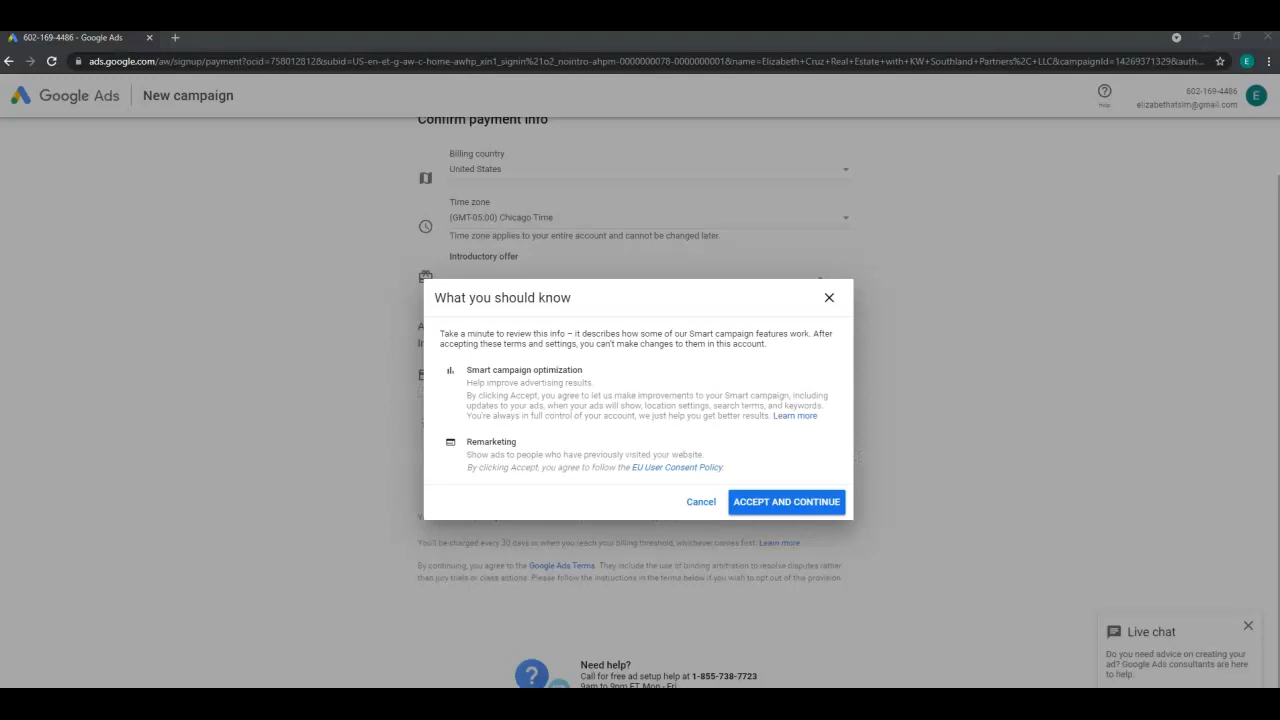 602-169-4486 - Google Ads
ads.google.com/aw/signup/payment?ocid=758012812&subid=US-en-et-g-aw-c-home-awhp_xin1_signin%21o2_nointro-ahpm-0000000078-0000000001&name=Elizabeth+Cruz+Real+Estate+with+KW+Southland+Partners%2C+LLC&campaignId=14269371329&auth...
E
Google Ads
New campaign
Help
602-169-4486
elizabethatsim@gmail.com
E
Confirm payment info
Billing country
United States
Time zone
(GMT-05:00) Chicago Time
Time zone applies to your entire account and cannot be changed later.
Introductory offer
What you should know
Take a minute to review this info – it describes how some of our Smart campaign features work. After
accepting these terms and settings, you can't make changes to them in this account.
Smart campaign optimization
Help improve advertising results.
By clicking Accept, you agree to let us make improvements to your Smart campaign, including
updates to your ads, when your ads will show, location settings, search terms, and keywords.
You're always in full control of your account, we just help you get better results. Learn more
Remarketing
Show ads to people who have previously visited your website.
By clicking Accept, you agree to follow the EU User Consent Policy.
Cancel
ACCEPT AND CONTINUE
You'll be charged every 30 days or when you reach your billing threshold, whichever comes first. Learn more
By continuing, you agree to the Google Ads Terms. They include the use of binding arbitration to resolve disputes rather
than jury trials or class actions. Please follow the instructions in the terms below if you wish to opt out of the provision
Need help?
Call for free ad setup help at 1-855-738-7723
9am to 9pm ET, Mon - Fri
Live chat
Do you need advice on creating your
ad? Google Ads consultants are here
to help.